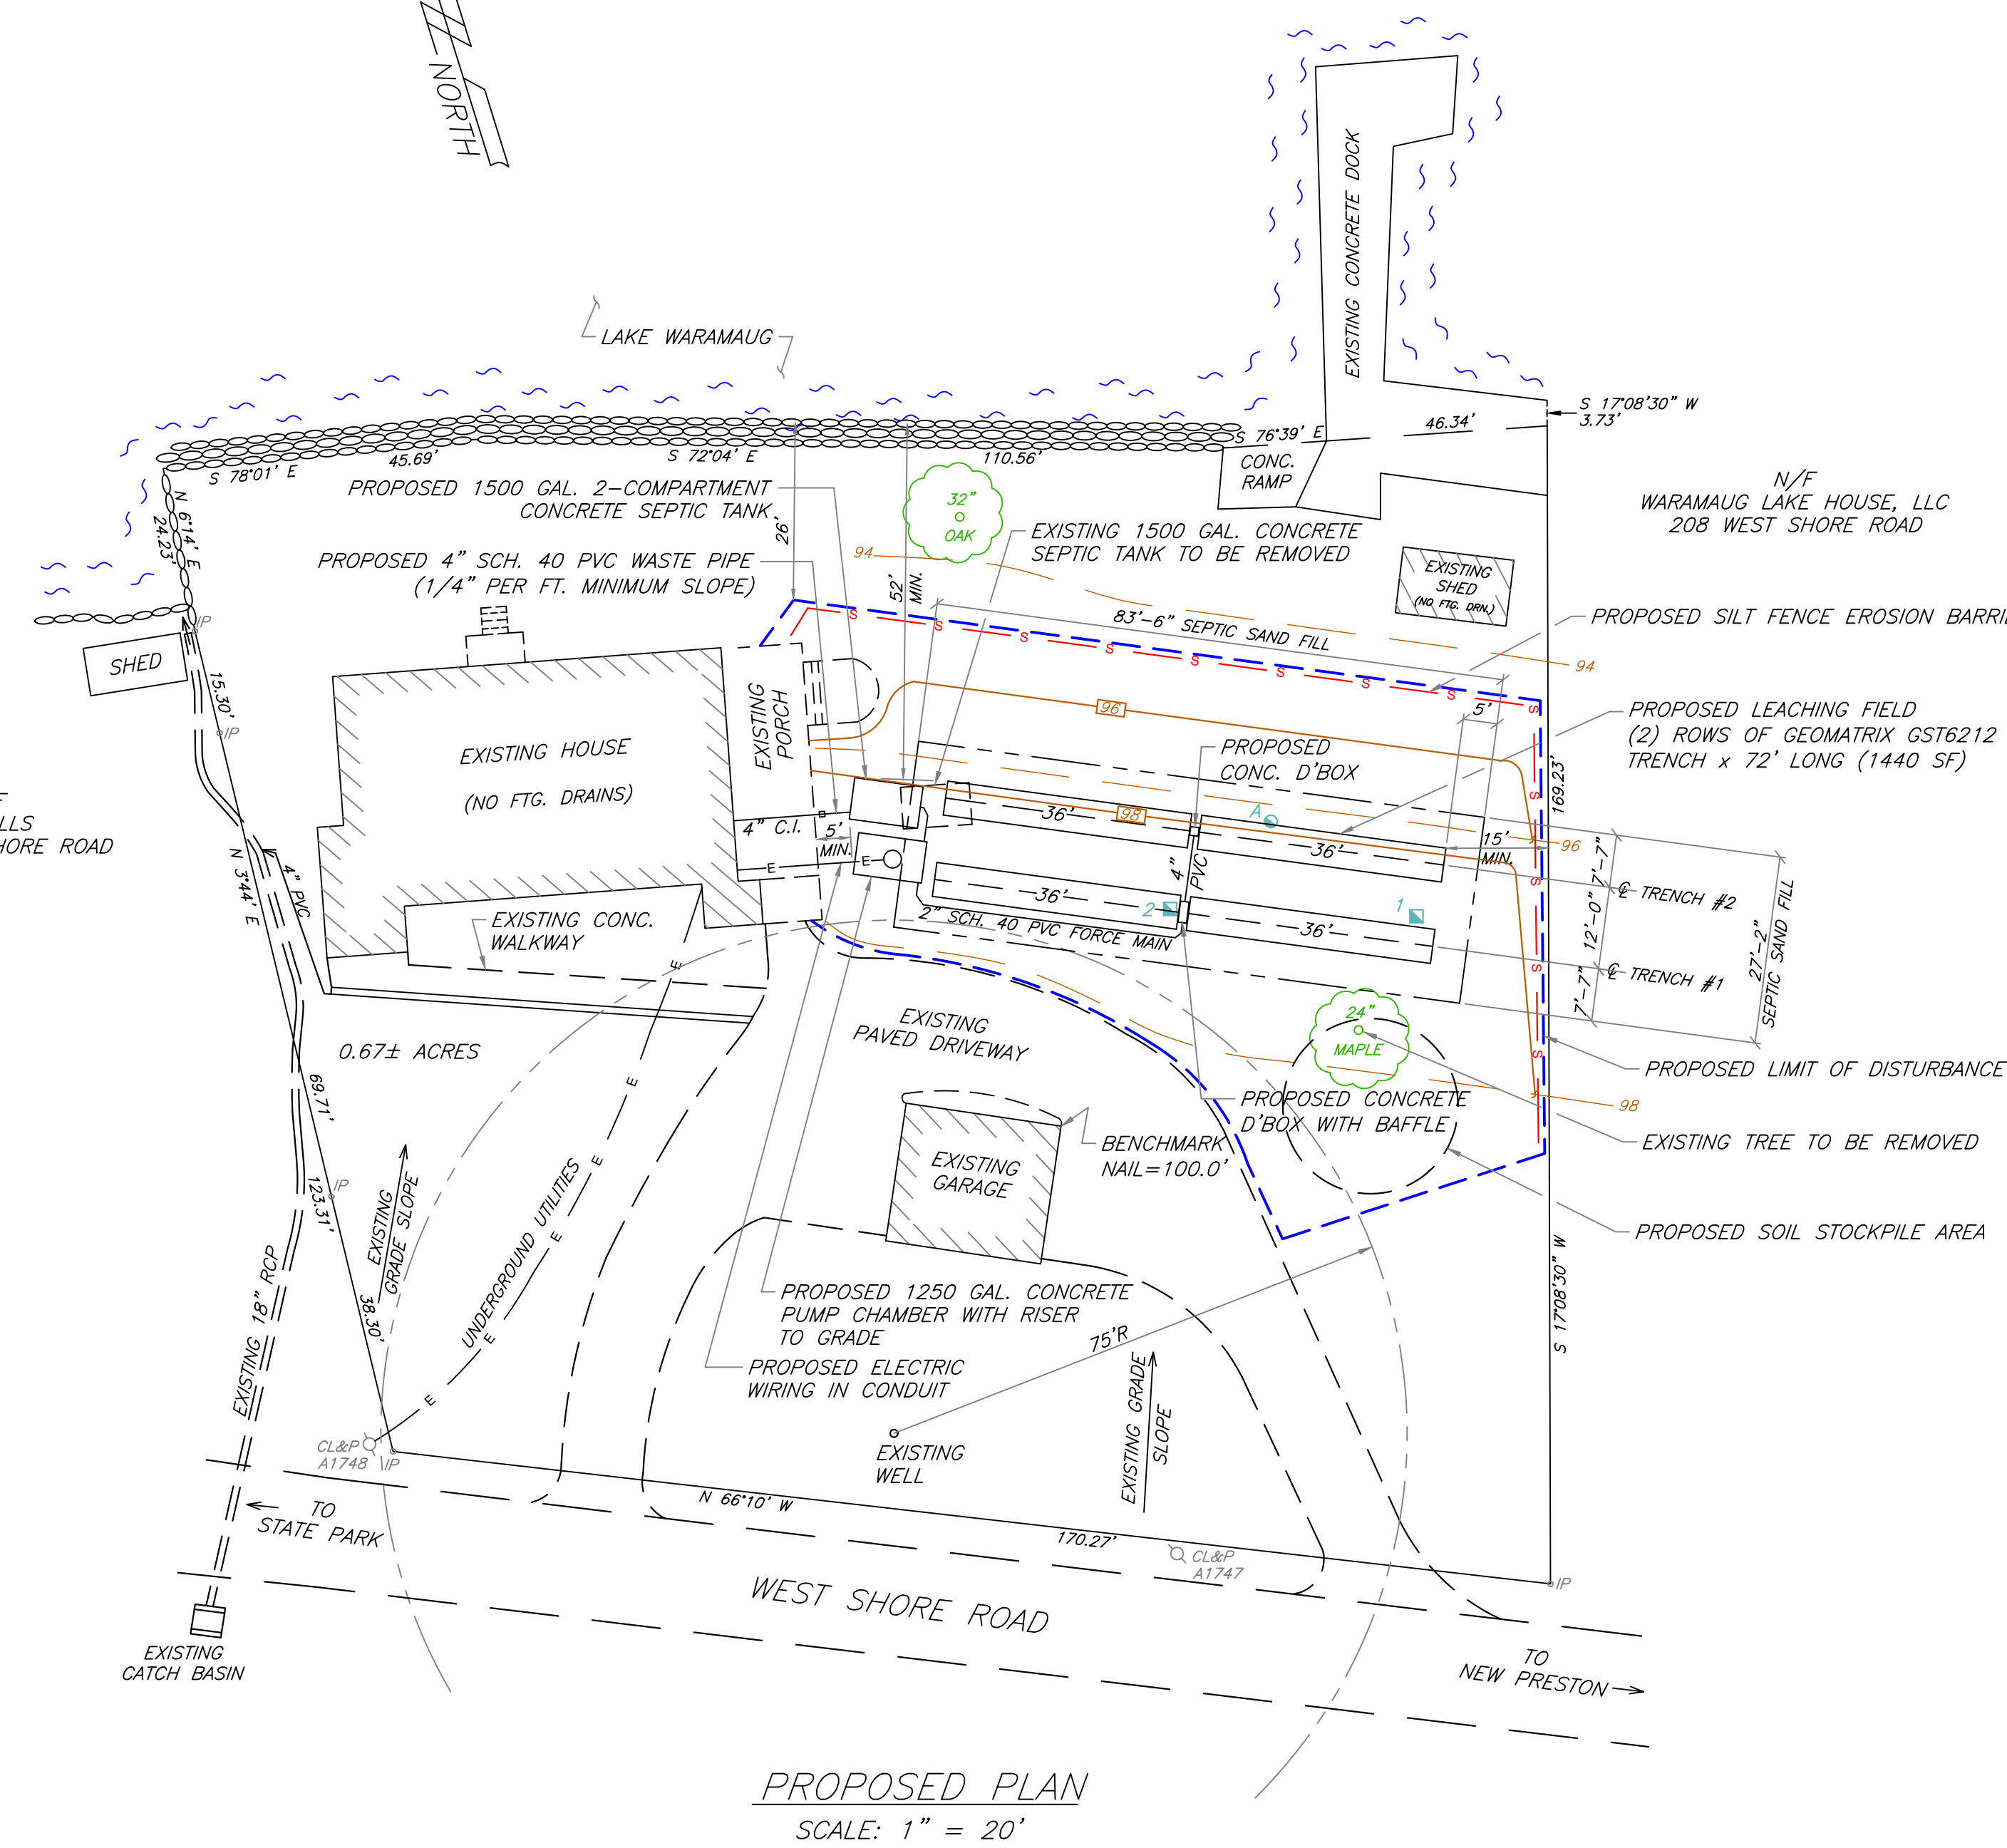 NORTH
EXISTING CONCRETE DOCK
LAKE WARAMAUG
S 17°08'30" W
3.73'
46.34'
S 76°39' E
CONC.
RAMP
S 78°01' E
45.69'
S 72°04' E
110.56'
N 6°14' E
24.23'
N/F
WARAMAUG LAKE HOUSE, LLC
208 WEST SHORE ROAD
PROPOSED 1500 GAL. 2-COMPARTMENT
CONCRETE SEPTIC TANK
26'
32"
OAK
52'
MIN.
94
EXISTING 1500 GAL. CONCRETE
SEPTIC TANK TO BE REMOVED
PROPOSED 4" SCH. 40 PVC WASTE PIPE
(1/4" PER FT. MINIMUM SLOPE)
EXISTING
SHED
(NO FTG. DRN.)
83'-6" SEPTIC SAND FILL
PROPOSED SILT FENCE EROSION BARRI
94
S S S S S S S S S
S S S S
IP
SHED
15.30'
IP
EXISTING HOUSE
(NO FTG. DRAINS)
EXISTING
PORCH
96
5'
PROPOSED LEACHING FIELD
(2) ROWS OF GEOMATRIX GST6212
TRENCH x 72' LONG (1440 SF)
PROPOSED
CONC. D'BOX
169.23'
LLS
HORE ROAD
4" C.I.
5'
MIN.
E
E
36'
98
A
36'
15'
MIN.
96
4"
PVC
7'-7"
℄ TRENCH #2
12'-0"
27'-2"
SEPTIC SAND FILL
℄ TRENCH #1
7'-7"
36'
2
36'
1
2" SCH. 40 PVC FORCE MAIN
N 3°44' E
4" PVC
EXISTING CONC.
WALKWAY
E
EXISTING
PAVED DRIVEWAY
0.67± ACRES
24"
MAPLE
69.71'
E
PROPOSED LIMIT OF DISTURBANCE
98
PROPOSED CONCRETE
D'BOX WITH BAFFLE
BENCHMARK
NAIL=100.0'
EXISTING TREE TO BE REMOVED
EXISTING
GARAGE
UNDERGROUND UTILITIES
E
E
E
E
IP
123.31'
EXISTING
GRADE SLOPE
PROPOSED SOIL STOCKPILE AREA
EXISTING 18" RCP
38.30'
PROPOSED 1250 GAL. CONCRETE
PUMP CHAMBER WITH RISER
TO GRADE
75'R
S 17°08'30" W
PROPOSED ELECTRIC
WIRING IN CONDUIT
EXISTING GRADE
SLOPE
EXISTING
WELL
CL&P
A1748
IP
N 66°10' W
170.27'
CL&P
A1747
IP
TO
STATE PARK
WEST SHORE ROAD
EXISTING
CATCH BASIN
TO
NEW PRESTON
PROPOSED PLAN
SCALE: 1" = 20'